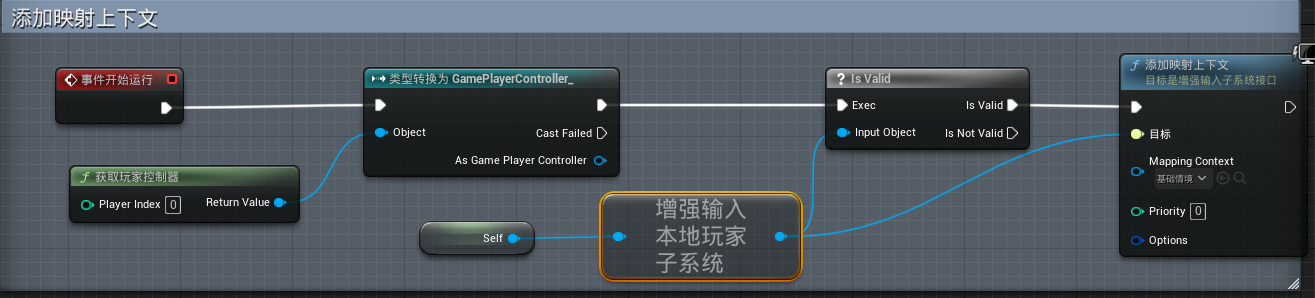 添加映射上下文
事件开始运行
类型转换为 GamePlayerController_
Object
Cast Failed
As Game Player Controller
获取玩家控制器
Player Index 0
Return Value
Self
增强输入
本地玩家
子系统
Is Valid
Exec
Is Valid
Input Object
Is Not Valid
添加映射上下文
目标是增强输入子系统接口
目标
Mapping Context
基础情境
Priority 0
Options